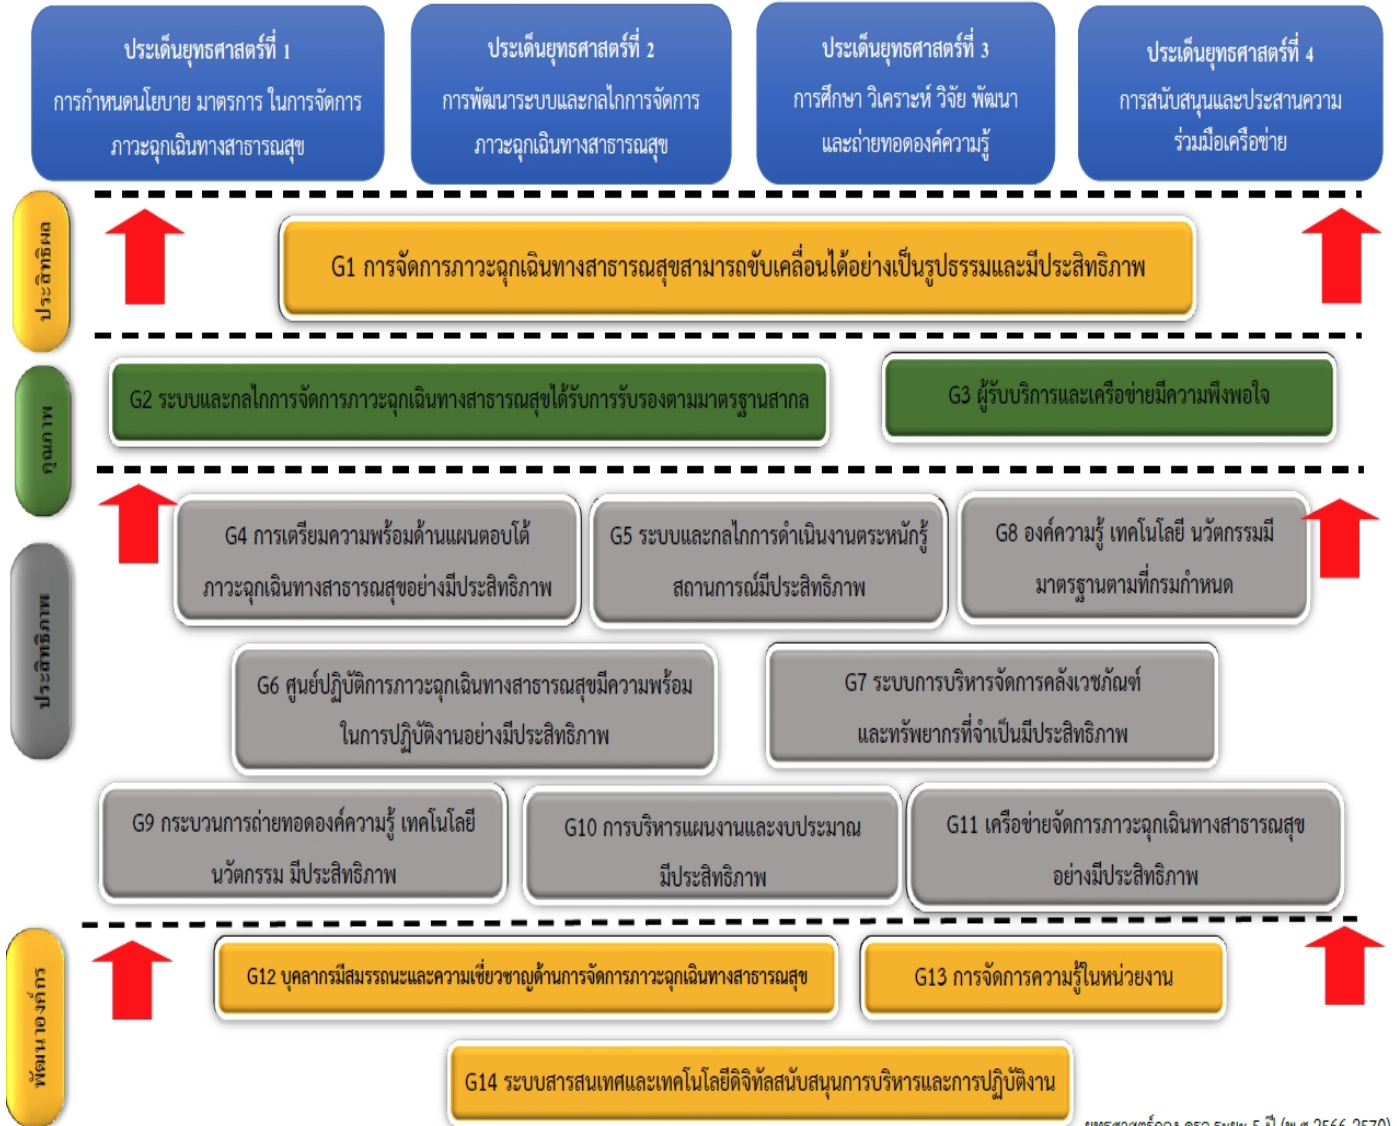 ประเด็นยุทธศาสตร์ที่ 1
การกำหนดนโยบาย มาตรการ ในการจัดการ
ภาวะฉุกเฉินทางสาธารณสุข
ประเด็นยุทธศาสตร์ที่ 2
การพัฒนาระบบและกลไกการจัดการ
ภาวะฉุกเฉินทางสาธารณสุข
ประเด็นยุทธศาสตร์ที่ 3
การศึกษา วิเคราะห์ วิจัย พัฒนา
และถ่ายทอดองค์ความรู้
ประเด็นยุทธศาสตร์ที่ 4
การสนับสนุนและประสานความ
ร่วมมือเครือข่าย
ประสิทธิผล
G1 การจัดการภาวะฉุกเฉินทางสาธารณสุขสามารถขับเคลื่อนได้อย่างเป็นรูปธรรมและมีประสิทธิภาพ
คุณภาพ
G2 ระบบและกลไกการจัดการภาวะฉุกเฉินทางสาธารณสุขได้รับการรับรองตามมาตรฐานสากล
G3 ผู้รับบริการและเครือข่ายมีความพึงพอใจ
ประสิทธิภาพ
G4 การเตรียมความพร้อมด้านแผนตอบโต้
ภาวะฉุกเฉินทางสาธารณสุขอย่างมีประสิทธิภาพ
G5 ระบบและกลไกการดำเนินงานตระหนักรู้
สถานการณ์มีประสิทธิภาพ
G8 องค์ความรู้ เทคโนโลยี นวัตกรรมมี
มาตรฐานตามที่กรมกำหนด
G6 ศูนย์ปฏิบัติการภาวะฉุกเฉินทางสาธารณสุขมีความพร้อม
ในการปฏิบัติงานอย่างมีประสิทธิภาพ
G7 ระบบการบริหารจัดการคลังเวชภัณฑ์
และทรัพยากรที่จำเป็นมีประสิทธิภาพ
G9 กระบวนการถ่ายทอดองค์ความรู้ เทคโนโลยี
นวัตกรรม มีประสิทธิภาพ
G10 การบริหารแผนงานและงบประมาณ
มีประสิทธิภาพ
G11 เครือข่ายจัดการภาวะฉุกเฉินทางสาธารณสุข
อย่างมีประสิทธิภาพ
พัฒนาองค์กร
G12 บุคลากรมีสมรรถนะและความเชี่ยวชาญด้านการจัดการภาวะฉุกเฉินทางสาธารณสุข
G13 การจัดการความรู้ในหน่วยงาน
G14 ระบบสารสนเทศและเทคโนโลยีดิจิทัลสนับสนุนการบริหารและการปฏิบัติงาน
ยุทธศาสตร์กอง ครฉ ระยะ 5 ปี (พ.ศ.2566-2570)